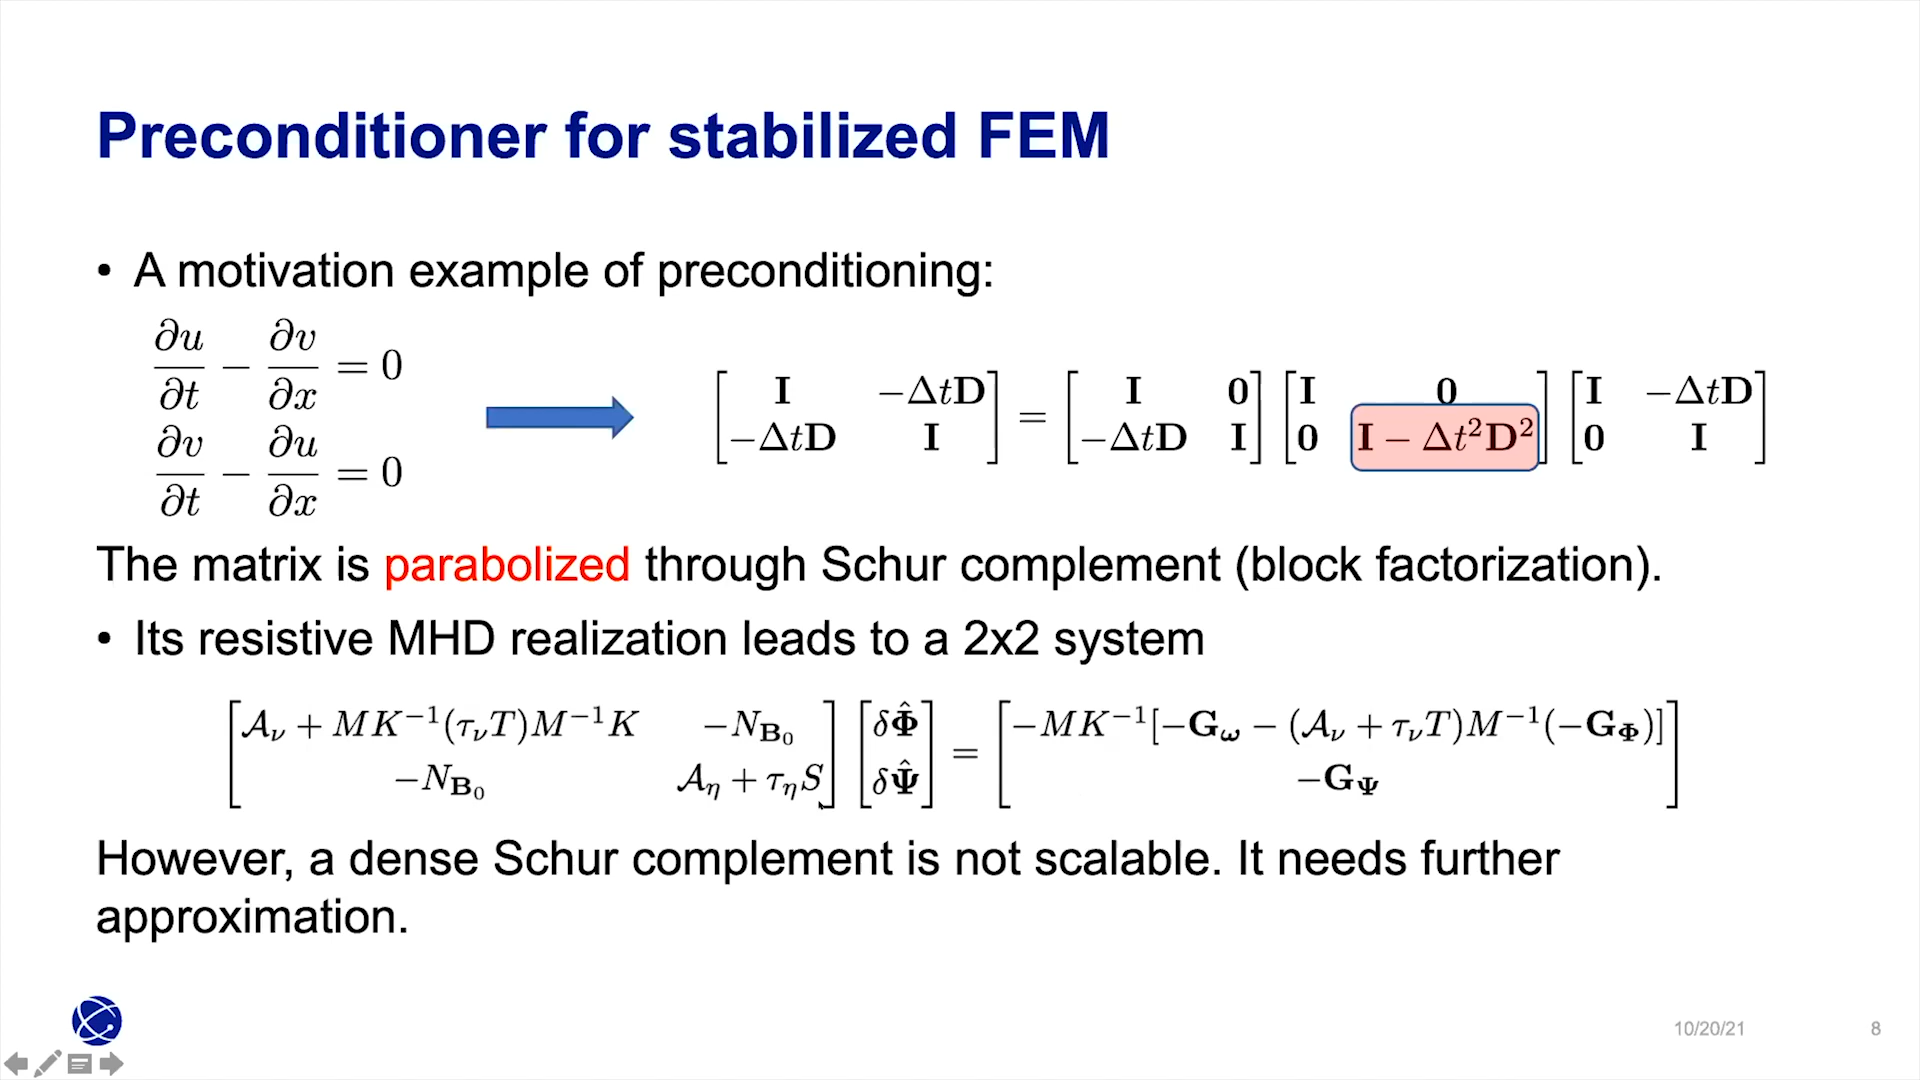 Preconditioner for stabilized FEM
• A motivation example of preconditioning:
∂u/∂t − ∂v/∂x = 0
∂v/∂t − ∂u/∂x = 0
[I −ΔtD; −ΔtD I] = [I 0; −ΔtD I] [I 0; 0 I − Δt²D²] [I −ΔtD; 0 I]
The matrix is parabolized through Schur complement (block factorization).
• Its resistive MHD realization leads to a 2x2 system
[𝒜_ν + MK⁻¹(τ_νT)M⁻¹K −N_B₀; −N_B₀ 𝒜_η + τ_ηS] [δΦ̂; δΨ̂] = [−MK⁻¹[−G_ω − (𝒜_ν + τ_νT)M⁻¹(−G_Φ)]; −G_Ψ]
However, a dense Schur complement is not scalable. It needs further
approximation.
10/20/21 8